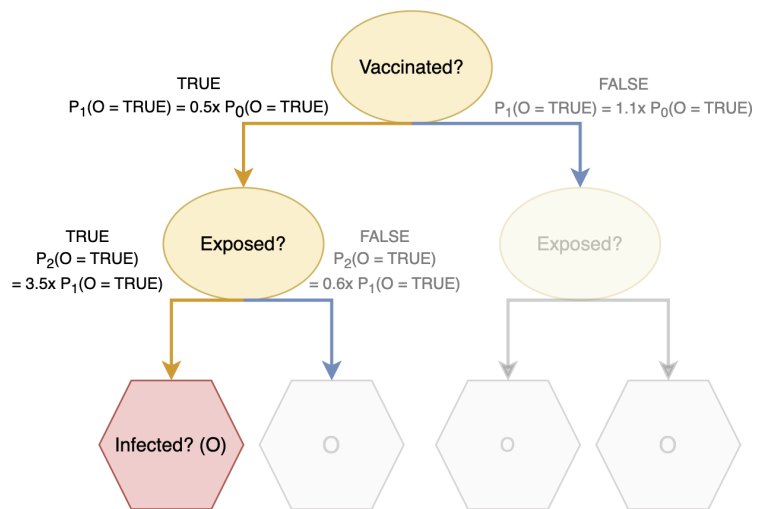 Vaccinated?
TRUE
P₁(O = TRUE) = 0.5x P₀(O = TRUE)
FALSE
P₁(O = TRUE) = 1.1x P₀(O = TRUE)
Exposed?
Exposed?
TRUE
P₂(O = TRUE)
= 3.5x P₁(O = TRUE)
FALSE
P₂(O = TRUE)
= 0.6x P₁(O = TRUE)
Infected? (O)
O
O
O